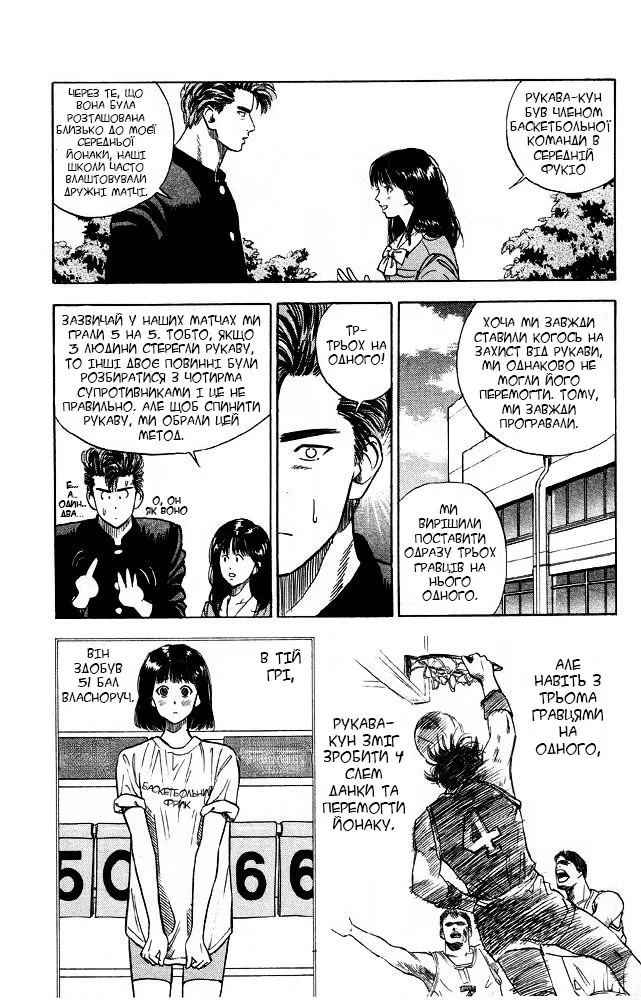 РУКАВА-КУН
БУВ ЧЛЕНОМ
БАСКЕТБОЛЬНОЇ
КОМАНДИ В
СЕРЕДНІЙ
ФУКІО
ЧЕРЕЗ ТЕ, ЩО
ВОНА БУЛА
РОЗТАШОВАНА
БЛИЗЬКО ДО МОЄЇ
СЕРЕДНЬОЇ
ЙОНАКИ, НАШІ
ШКОЛИ ЧАСТО
ВЛАШТОВУВАЛИ
ДРУЖНІ МАТЧІ.
ХОЧА МИ ЗАВЖДИ
СТАВИЛИ КОГОСЬ НА
ЗАХИСТ ВІД РУКАВИ,
МИ ОДНАКОВО НЕ
МОГЛИ ЙОГО
ПЕРЕМОГТИ. ТОМУ,
МИ ЗАВЖДИ
ПРОГРАВАЛИ.
МИ
ВИРІШИЛИ
ПОСТАВИТИ
ОДРАЗУ ТРЬОХ
ГРАВЦІВ НА
НЬОГО
ОДНОГО.
ТР-
ТРЬОХ НА
ОДНОГО!
ЗАЗВИЧАЙ У НАШИХ МАТЧАХ МИ
ГРАЛИ 5 НА 5. ТОБТО, ЯКЩО
3 ЛЮДИНИ СТЕРЕГЛИ РУКАВУ,
ТО ІНШІ ДВОЄ ПОВИННІ БУЛИ
РОЗБИРАТИСЯ З ЧОТИРМА
СУПРОТИВНИКАМИ І ЦЕ НЕ
ПРАВИЛЬНО. АЛЕ ЩОБ СПИНИТИ
РУКАВУ, МИ ОБРАЛИ ЦЕЙ
МЕТОД.
Е...
А..
ОДИН..
ДВА...
О, ОН
ЯК ВОНО
АЛЕ
НАВІТЬ З
ТРЬОМА
ГРАВЦЯМИ
НА
ОДНОГО,
РУКАВА-
КУН ЗМІГ
ЗРОБИТИ 4
СЛЕМ
ДАНКИ ТА
ПЕРЕМОГТИ
ЙОНАКУ.
4
В ТІЙ
ГРІ,
ВІН
ЗДОБУВ
51 БАЛ
ВЛАСНОРУЧ.
БАСКЕТБОЛЬНИЙ
ФРИК
50 66